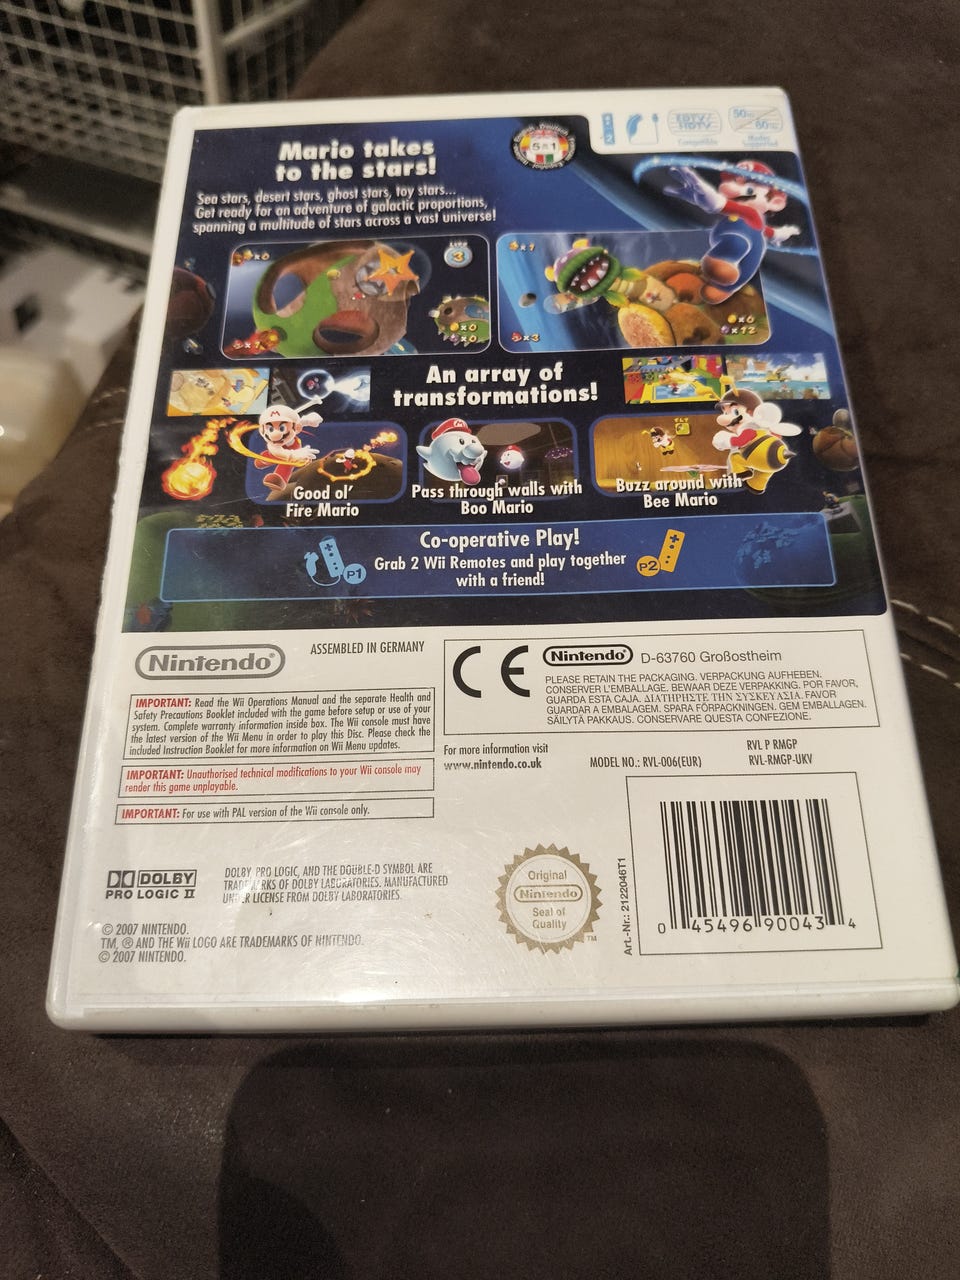 Mario takes
to the stars!
Sea stars, desert stars, ghost stars, toy stars...
Get ready for an adventure of galactic proportions,
spanning a multitude of stars across a vast universe!
5 in 1
EDTV/
HDTV
Compatible
50Hz
60Hz
An array of
transformations!
Good ol'
Fire Mario
Pass through walls with
Boo Mario
FLY
Buzz around with
Bee Mario
Co-operative Play!
Grab 2 Wii Remotes and play together
with a friend!
P1
P2
Nintendo®
ASSEMBLED IN GERMANY
IMPORTANT: Read the Wii Operations Manual and the separate Health and
Safety Precautions Booklet included with the game before setup or use of your
system. Complete warranty information inside box. The Wii console must have
the latest version of the Wii Menu in order to play this Disc. Please check the
included Instruction Booklet for more information on Wii Menu updates.
IMPORTANT: Unauthorised technical modifications to your Wii console may
render this game unplayable.
IMPORTANT: For use with PAL version of the Wii console only.
CE
Nintendo®
D-63760 Großostheim
PLEASE RETAIN THE PACKAGING. VERPACKUNG AUFHEBEN.
CONSERVER L'EMBALLAGE. BEWAAR DEZE VERPAKKING. POR FAVOR,
GUARDA ESTA CAJA. ΔΙΑΤΗΡΗΣΤΕ ΤΗΝ ΣΥΣΚΕΥΑΣΙΑ. FAVOR
GUARDAR A EMBALAGEM. SPARA FÖRPACKNINGEN. GEM EMBALLAGEN.
SÄILYTÄ PAKKAUS. CONSERVARE QUESTA CONFEZIONE.
For more information visit
www.nintendo.co.uk
MODEL NO.: RVL-006(EUR)
RVL P RMGP
RVL-RMGP-UKV
DOLBY
PRO LOGIC II
DOLBY, PRO LOGIC, AND THE DOUBLE-D SYMBOL ARE
TRADEMARKS OF DOLBY LABORATORIES. MANUFACTURED
UNDER LICENSE FROM DOLBY LABORATORIES.
© 2007 NINTENDO.
TM, ® AND THE Wii LOGO ARE TRADEMARKS OF NINTENDO.
© 2007 NINTENDO.
Original
Nintendo
Seal of
Quality
TM
Art.-Nr.: 2122046T1
0 45496 90043 4